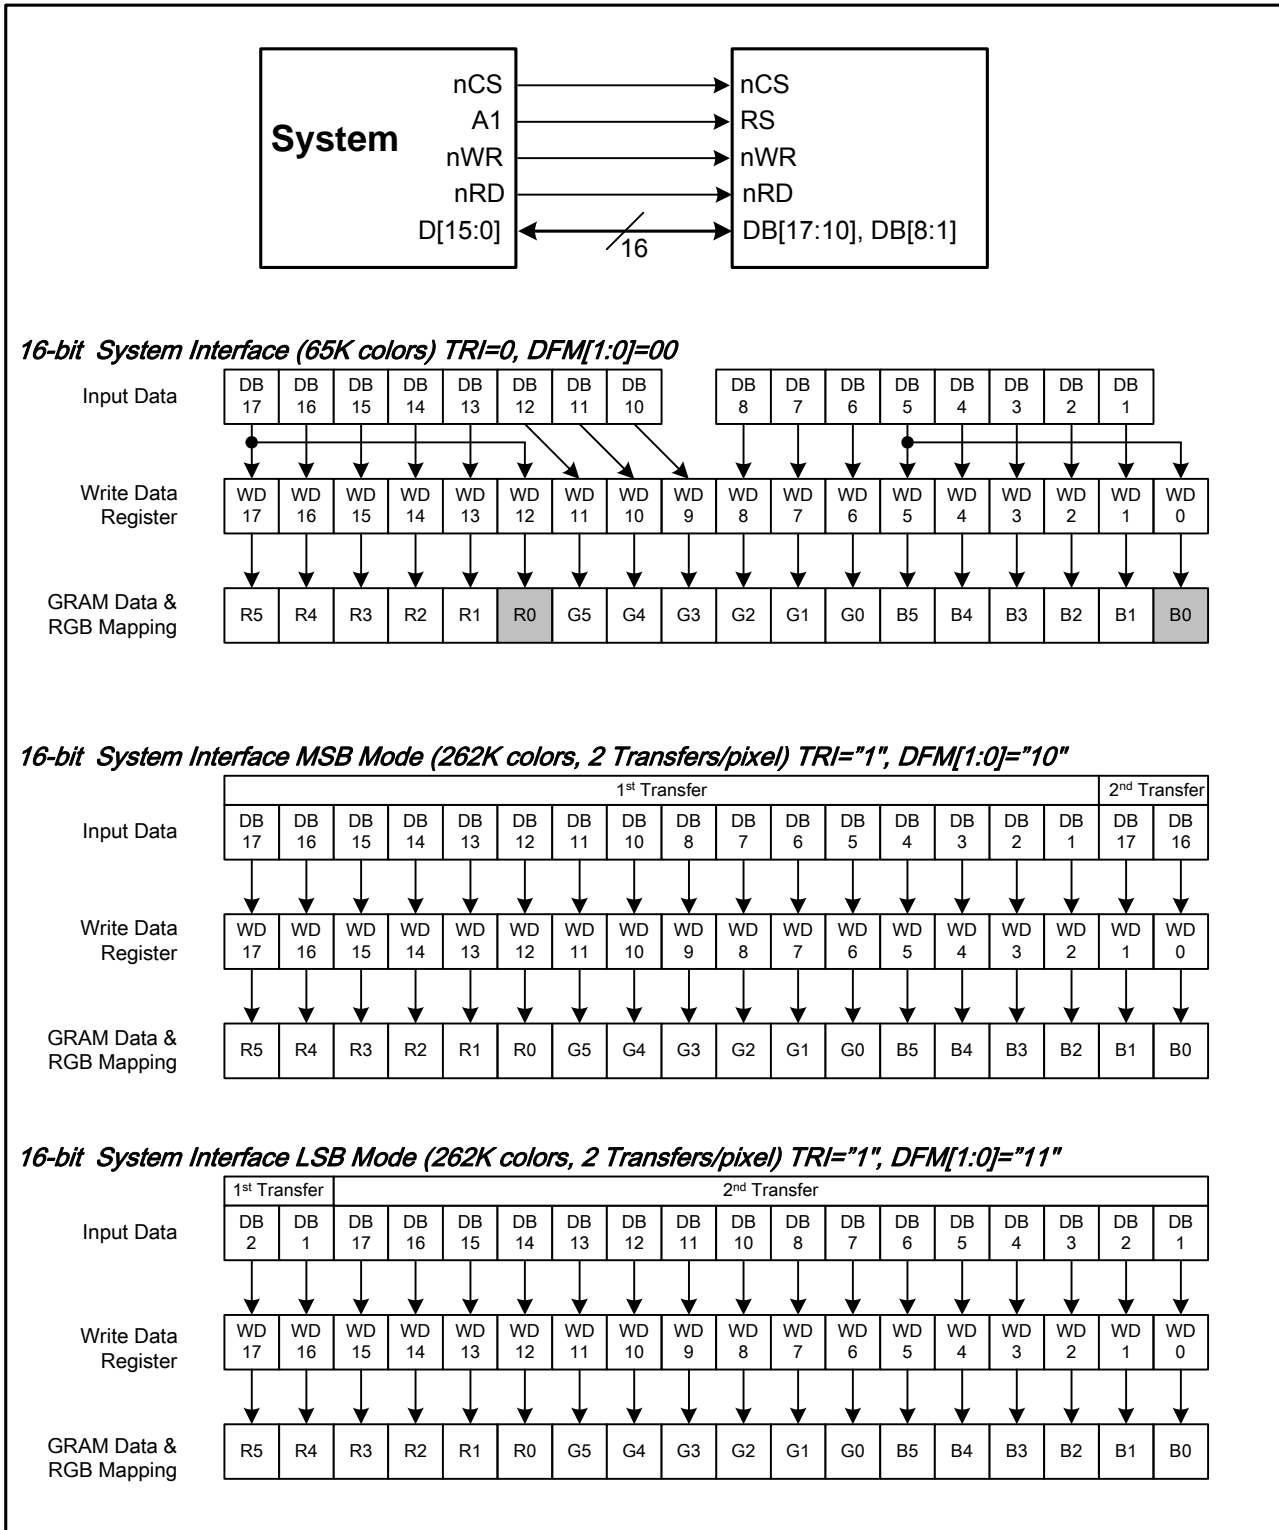 nCS nCS
System A1 RS
nWR nWR
nRD nRD
D[15:0] 16 DB[17:10], DB[8:1]
16-bit System Interface (65K colors) TRI=0, DFM[1:0]=00
Input Data DB 17 DB 16 DB 15 DB 14 DB 13 DB 12 DB 11 DB 10 DB 8 DB 7 DB 6 DB 5 DB 4 DB 3 DB 2 DB 1
Write Data Register WD 17 WD 16 WD 15 WD 14 WD 13 WD 12 WD 11 WD 10 WD 9 WD 8 WD 7 WD 6 WD 5 WD 4 WD 3 WD 2 WD 1 WD 0
GRAM Data & RGB Mapping R5 R4 R3 R2 R1 R0 G5 G4 G3 G2 G1 G0 B5 B4 B3 B2 B1 B0
16-bit System Interface MSB Mode (262K colors, 2 Transfers/pixel) TRI="1", DFM[1:0]="10"
1st Transfer 2nd Transfer
Input Data DB 17 DB 16 DB 15 DB 14 DB 13 DB 12 DB 11 DB 10 DB 8 DB 7 DB 6 DB 5 DB 4 DB 3 DB 2 DB 1 DB 17 DB 16
Write Data Register WD 17 WD 16 WD 15 WD 14 WD 13 WD 12 WD 11 WD 10 WD 9 WD 8 WD 7 WD 6 WD 5 WD 4 WD 3 WD 2 WD 1 WD 0
GRAM Data & RGB Mapping R5 R4 R3 R2 R1 R0 G5 G4 G3 G2 G1 G0 B5 B4 B3 B2 B1 B0
16-bit System Interface LSB Mode (262K colors, 2 Transfers/pixel) TRI="1", DFM[1:0]="11"
1st Transfer 2nd Transfer
Input Data DB 2 DB 1 DB 17 DB 16 DB 15 DB 14 DB 13 DB 12 DB 11 DB 10 DB 8 DB 7 DB 6 DB 5 DB 4 DB 3 DB 2 DB 1
Write Data Register WD 17 WD 16 WD 15 WD 14 WD 13 WD 12 WD 11 WD 10 WD 9 WD 8 WD 7 WD 6 WD 5 WD 4 WD 3 WD 2 WD 1 WD 0
GRAM Data & RGB Mapping R5 R4 R3 R2 R1 R0 G5 G4 G3 G2 G1 G0 B5 B4 B3 B2 B1 B0